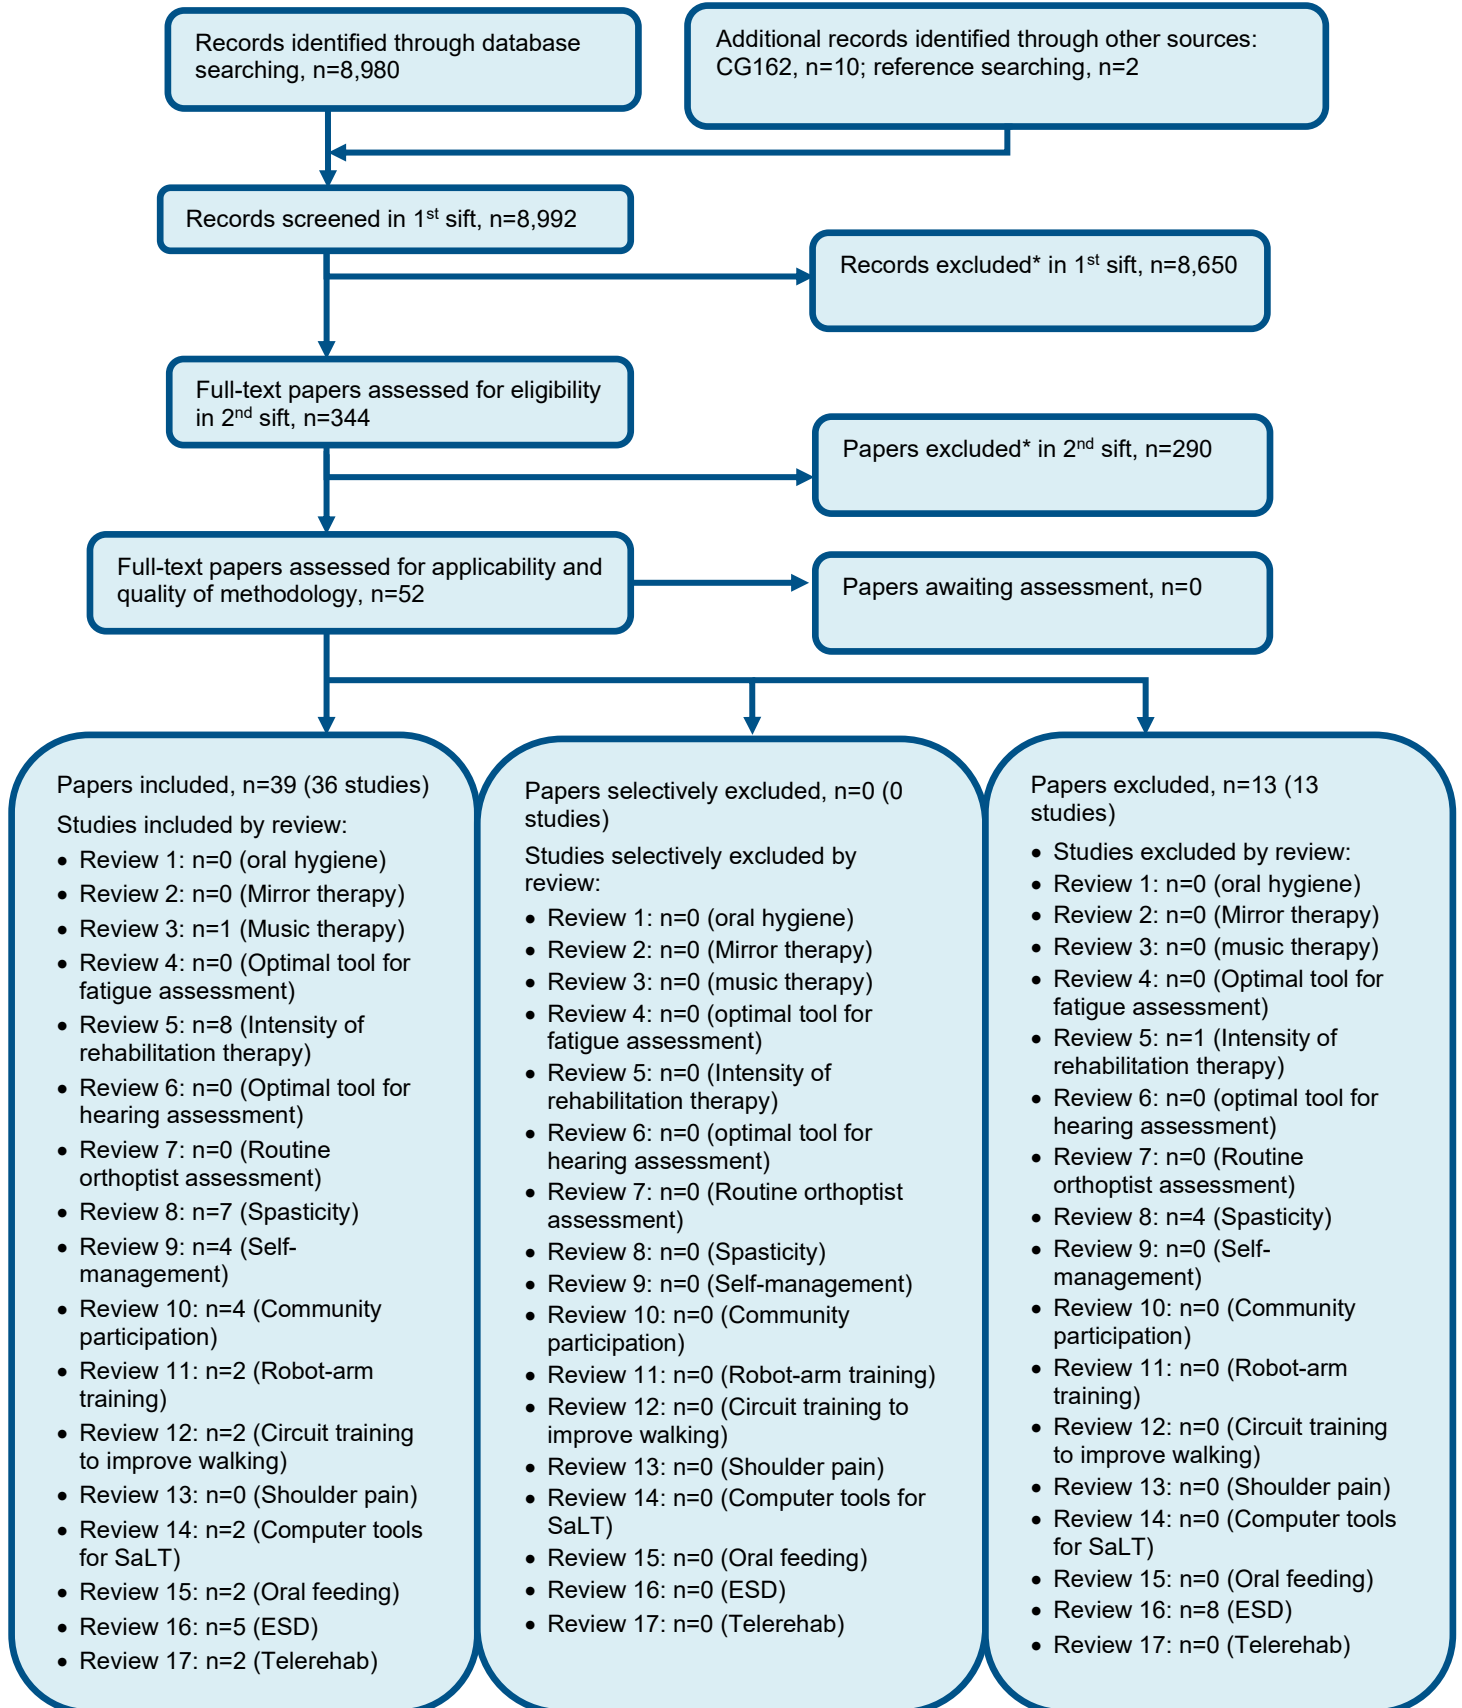 Records identified through database
searching, n=8,980
Additional records identified through other sources:
CG162, n=10; reference searching, n=2
Records screened in 1st sift, n=8,992
Records excluded* in 1st sift, n=8,650
Full-text papers assessed for eligibility
in 2nd sift, n=344
Papers excluded* in 2nd sift, n=290
Full-text papers assessed for applicability and
quality of methodology, n=52
Papers awaiting assessment, n=0
Papers included, n=39 (36 studies)
Studies included by review:
• Review 1: n=0 (oral hygiene)
• Review 2: n=0 (Mirror therapy)
• Review 3: n=1 (Music therapy)
• Review 4: n=0 (Optimal tool for
fatigue assessment)
• Review 5: n=8 (Intensity of
rehabilitation therapy)
• Review 6: n=0 (Optimal tool for
hearing assessment)
• Review 7: n=0 (Routine
orthoptist assessment)
• Review 8: n=7 (Spasticity)
• Review 9: n=4 (Self-
management)
• Review 10: n=4 (Community
participation)
• Review 11: n=2 (Robot-arm
training)
• Review 12: n=2 (Circuit training
to improve walking)
• Review 13: n=0 (Shoulder pain)
• Review 14: n=2 (Computer tools
for SaLT)
• Review 15: n=2 (Oral feeding)
• Review 16: n=5 (ESD)
• Review 17: n=2 (Telerehab)
Papers selectively excluded, n=0 (0
studies)
Studies selectively excluded by
review:
• Review 1: n=0 (oral hygiene)
• Review 2: n=0 (Mirror therapy)
• Review 3: n=0 (music therapy)
• Review 4: n=0 (optimal tool for
fatigue assessment)
• Review 5: n=0 (Intensity of
rehabilitation therapy)
• Review 6: n=0 (optimal tool for
hearing assessment)
• Review 7: n=0 (Routine orthoptist
assessment)
• Review 8: n=0 (Spasticity)
• Review 9: n=0 (Self-management)
• Review 10: n=0 (Community
participation)
• Review 11: n=0 (Robot-arm training)
• Review 12: n=0 (Circuit training to
improve walking)
• Review 13: n=0 (Shoulder pain)
• Review 14: n=0 (Computer tools for
SaLT)
• Review 15: n=0 (Oral feeding)
• Review 16: n=0 (ESD)
• Review 17: n=0 (Telerehab)
Papers excluded, n=13 (13
studies)
• Studies excluded by review:
• Review 1: n=0 (oral hygiene)
• Review 2: n=0 (Mirror therapy)
• Review 3: n=0 (music therapy)
• Review 4: n=0 (Optimal tool for
fatigue assessment)
• Review 5: n=1 (Intensity of
rehabilitation therapy)
• Review 6: n=0 (optimal tool for
hearing assessment)
• Review 7: n=0 (Routine
orthoptist assessment)
• Review 8: n=4 (Spasticity)
• Review 9: n=0 (Self-
management)
• Review 10: n=0 (Community
participation)
• Review 11: n=0 (Robot-arm
training)
• Review 12: n=0 (Circuit training
to improve walking)
• Review 13: n=0 (Shoulder pain)
• Review 14: n=0 (Computer tools
for SaLT)
• Review 15: n=0 (Oral feeding)
• Review 16: n=8 (ESD)
• Review 17: n=0 (Telerehab)